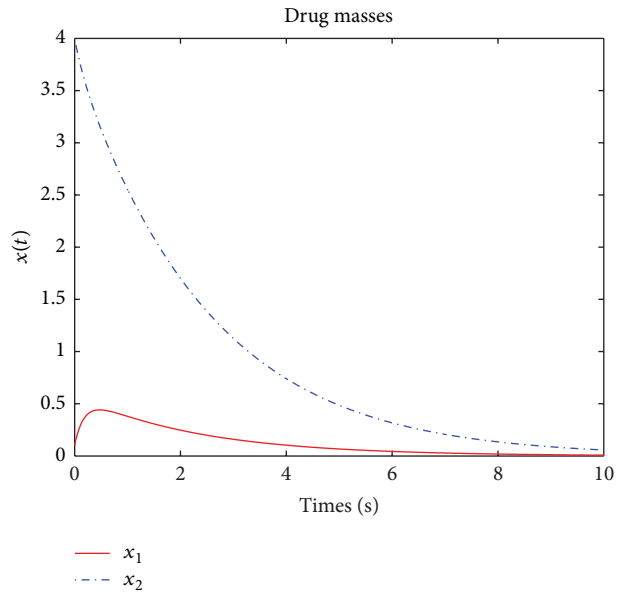 Drug masses
4
3.5
3
2.5
2
1.5
1
0.5
0
x(t)
0 2 4 6 8 10
Times (s)
x₁
x₂